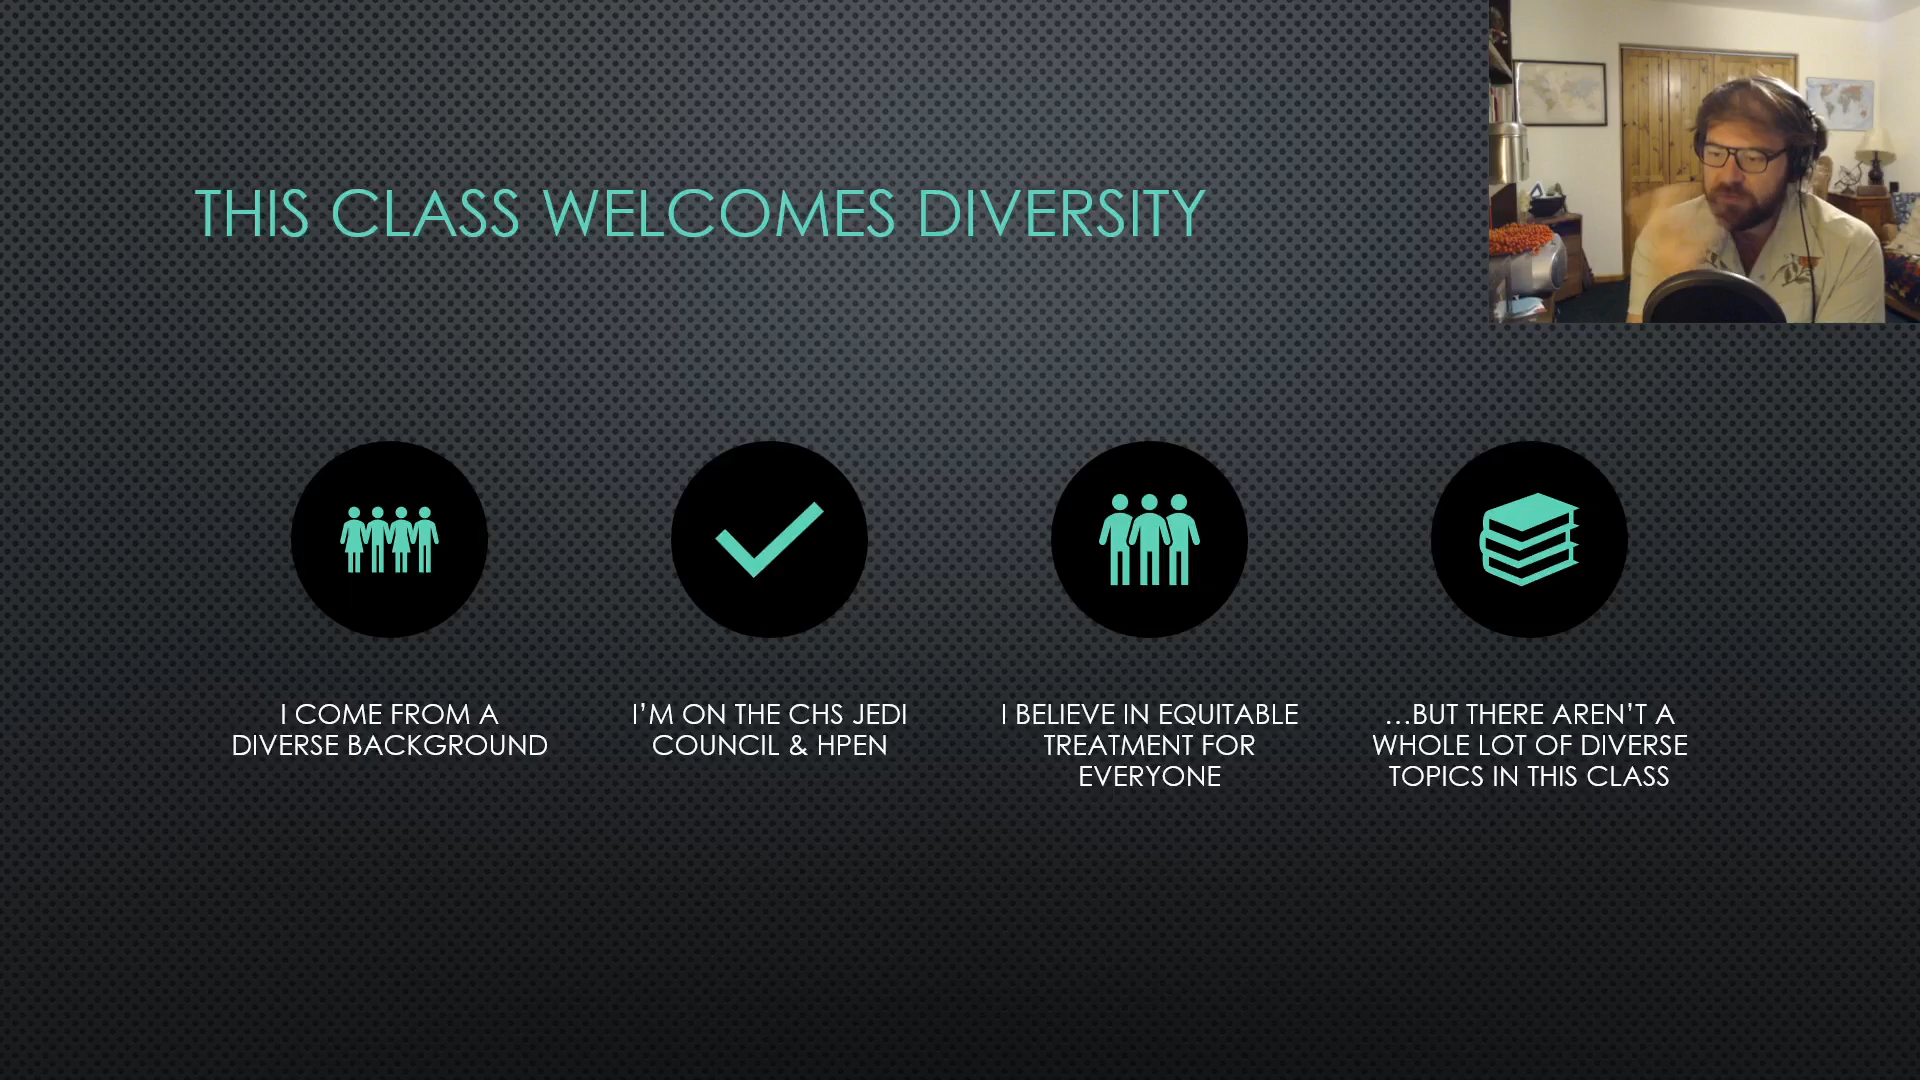 THIS CLASS WELCOMES DIVERSITY
I COME FROM A
DIVERSE BACKGROUND
I'M ON THE CHS JEDI
COUNCIL & HPEN
I BELIEVE IN EQUITABLE
TREATMENT FOR
EVERYONE
...BUT THERE AREN'T A
WHOLE LOT OF DIVERSE
TOPICS IN THIS CLASS